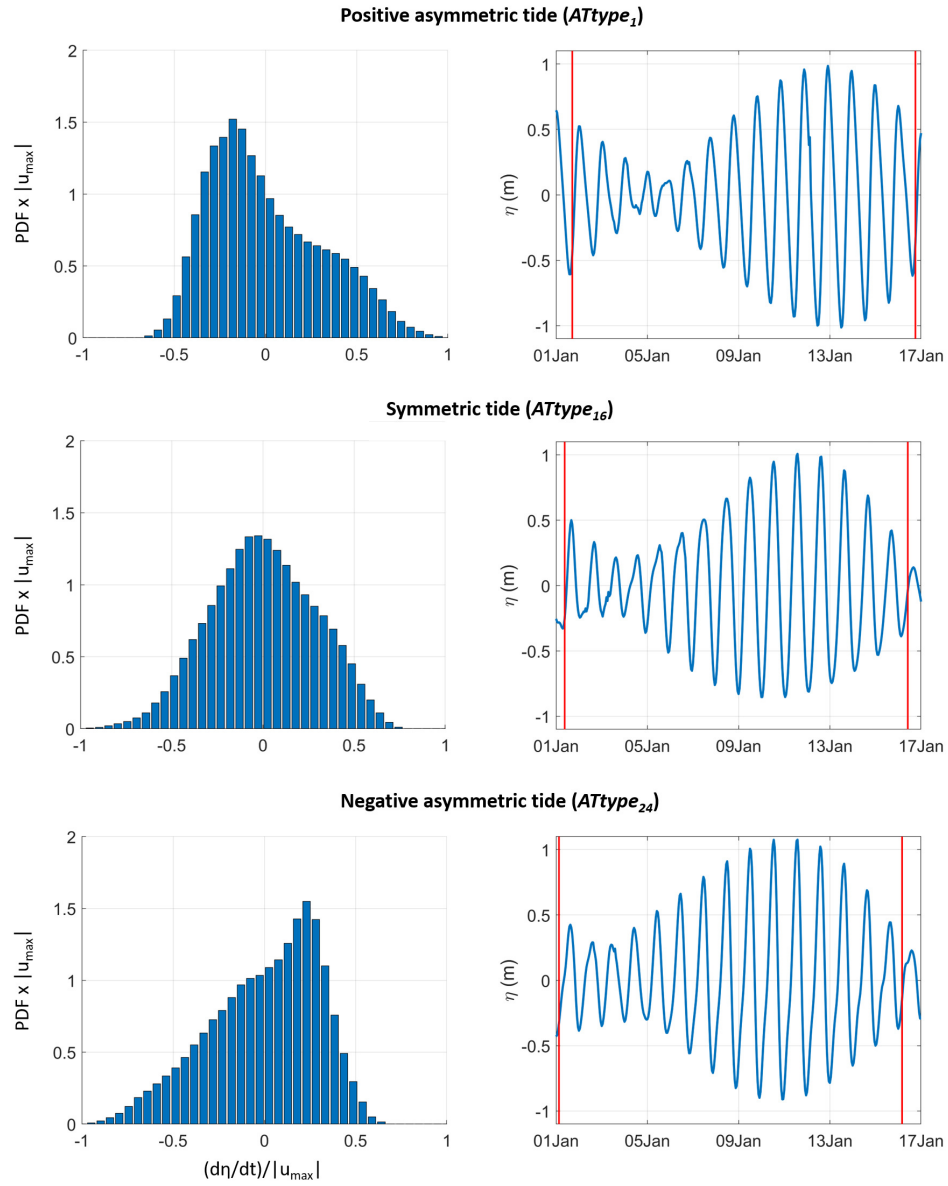 Positive asymmetric tide (ATtype₁)
2
1.5
1
0.5
0
PDF x |uₘₐₓ|
-1
-0.5
0
0.5
1
1
0.5
0
-0.5
-1
η (m)
01Jan
05Jan
09Jan
13Jan
17Jan
Symmetric tide (ATtype₁₆)
2
1.5
1
0.5
0
PDF x |uₘₐₓ|
-1
-0.5
0
0.5
1
1
0.5
0
-0.5
-1
η (m)
01Jan
05Jan
09Jan
13Jan
17Jan
Negative asymmetric tide (ATtype₂₄)
2
1.5
1
0.5
0
PDF x |uₘₐₓ|
-1
-0.5
0
0.5
1
(dη/dt)/|uₘₐₓ|
1
0.5
0
-0.5
-1
η (m)
01Jan
05Jan
09Jan
13Jan
17Jan